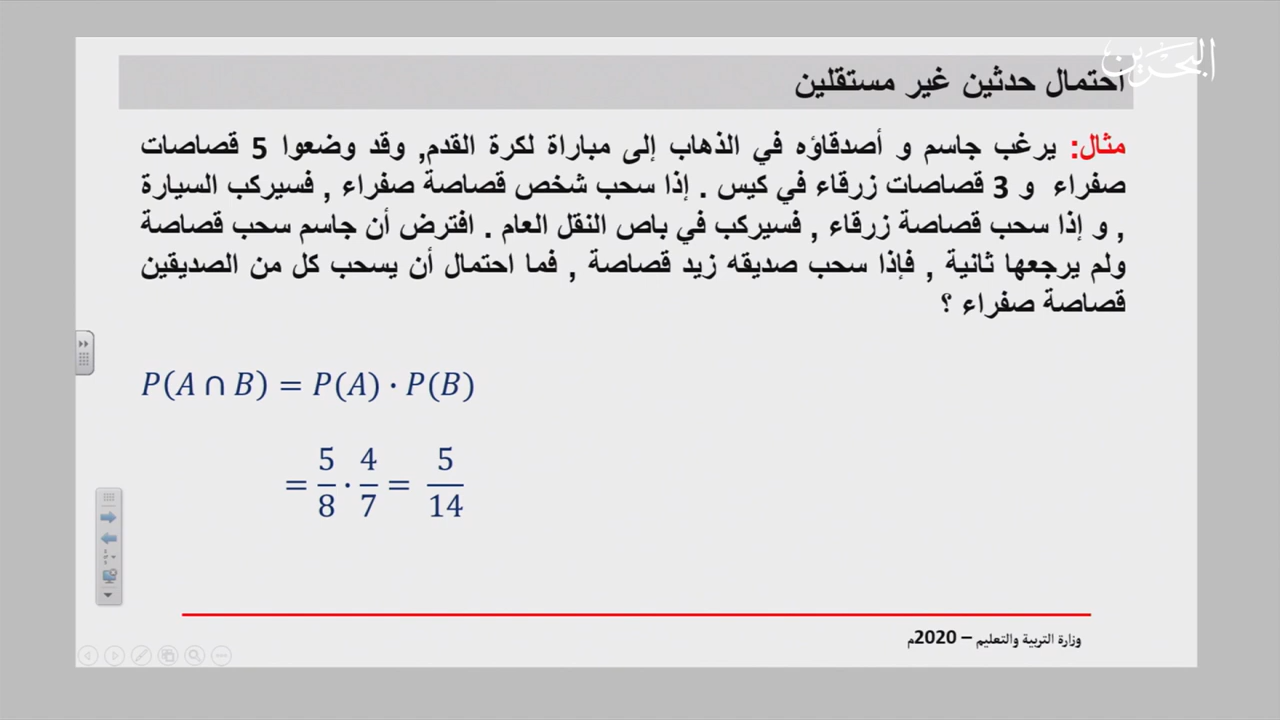 البحرين
احتمال حدثين غير مستقلين
مثال: يرغب جاسم و أصدقاؤه في الذهاب إلى مباراة لكرة القدم, وقد وضعوا 5 قصاصات
صفراء و 3 قصاصات زرقاء في كيس . إذا سحب شخص قصاصة صفراء , فسيركب السيارة
, و إذا سحب قصاصة زرقاء , فسيركب في باص النقل العام . افترض أن جاسم سحب قصاصة
ولم يرجعها ثانية , فإذا سحب صديقه زيد قصاصة , فما احتمال أن يسحب كل من الصديقين
قصاصة صفراء ؟
P(A ∩ B) = P(A) · P(B)
= 5/8 · 4/7 = 5/14
وزارة التربية والتعليم – 2020م